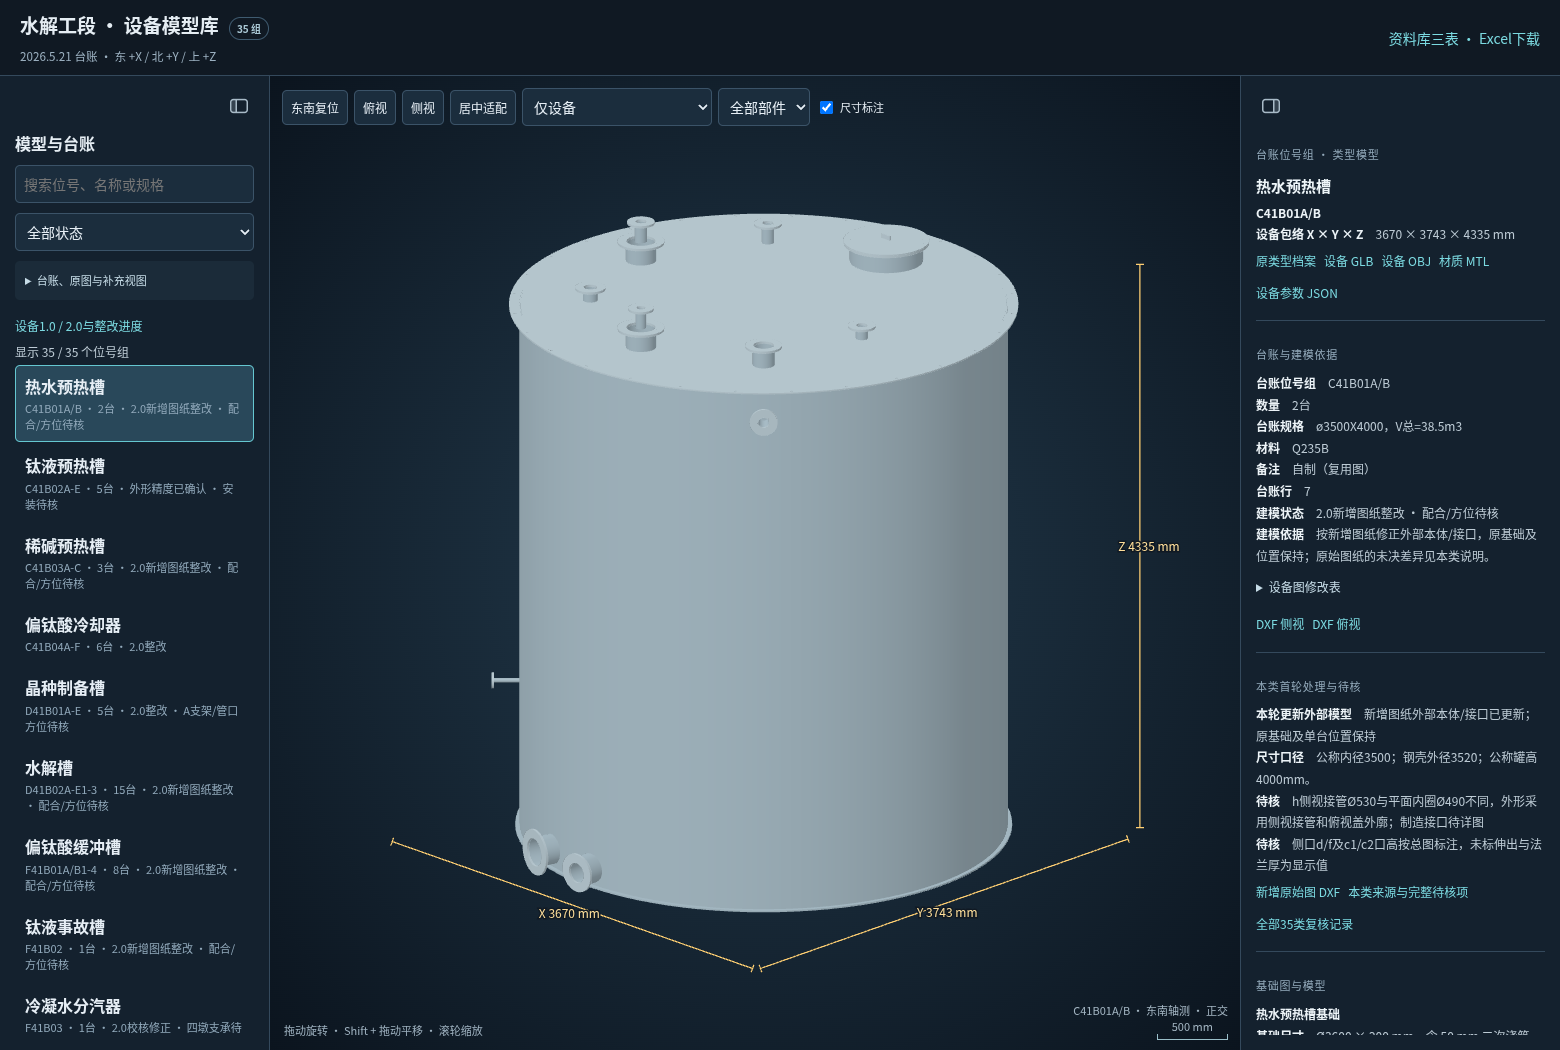 水解工段 · 设备模型库 35 组
2026.5.21 台账 · 东 +X / 北 +Y / 上 +Z
资料库三表 · Excel下载
模型与台账
搜索位号、名称或规格
全部状态
▸ 台账、原图与补充视图
设备1.0 / 2.0与整改进度
显示 35 / 35 个位号组
热水预热槽
C41B01A/B · 2台 · 2.0新增图纸整改 · 配
合/方位待核
钛液预热槽
C41B02A-E · 5台 · 外形精度已确认 · 安
装待核
稀碱预热槽
C41B03A-C · 3台 · 2.0新增图纸整改 · 配
合/方位待核
偏钛酸冷却器
C41B04A-F · 6台 · 2.0整改
晶种制备槽
D41B01A-E · 5台 · 2.0整改 · A支架/管口
方位待核
水解槽
D41B02A-E1-3 · 15台 · 2.0新增图纸整改
· 配合/方位待核
偏钛酸缓冲槽
F41B01A/B1-4 · 8台 · 2.0新增图纸整改 ·
配合/方位待核
钛液事故槽
F41B02 · 1台 · 2.0新增图纸整改 · 配合/
方位待核
冷凝水分汽器
F41B03 · 1台 · 2.0校核修正 · 四墩支承待
东南复位 俯视 侧视 居中适配 仅设备 全部部件 尺寸标注
Z 4335 mm
X 3670 mm
Y 3743 mm
C41B01A/B · 东南轴测 · 正交
500 mm
拖动旋转 · Shift + 拖动平移 · 滚轮缩放
台账位号组 · 类型模型
热水预热槽
C41B01A/B
设备包络 X × Y × Z 3670 × 3743 × 4335 mm
原类型档案 设备 GLB 设备 OBJ 材质 MTL
设备参数 JSON
台账与建模依据
台账位号组 C41B01A/B
数量 2台
台账规格 ø3500X4000，V总=38.5m3
材料 Q235B
备注 自制（复用图）
台账行 7
建模状态 2.0新增图纸整改 · 配合/方位待核
建模依据 按新增图纸修正外部本体/接口，原基础及
位置保持；原始图纸的未决差异见本类说明。
▸ 设备图修改表
DXF 侧视 DXF 俯视
本类首轮处理与待核
本轮更新外部模型 新增图纸外部本体/接口已更新；
原基础及单台位置保持
尺寸口径 公称内径3500；钢壳外径3520；公称罐高
4000mm。
待核 h侧视接管Ø530与平面内圈Ø490不同，外形采
用侧视接管和俯视盖外廓；制造接口待详图
待核 侧口d/f及c1/c2口高按总图标注，未标伸出与法
兰厚为显示值
新增原始图 DXF 本类来源与完整待核项
全部35类复核记录
基础图与模型
热水预热槽基础
基础尺寸 Ø3600 × 200 mm，含 50 mm 二次浇筑